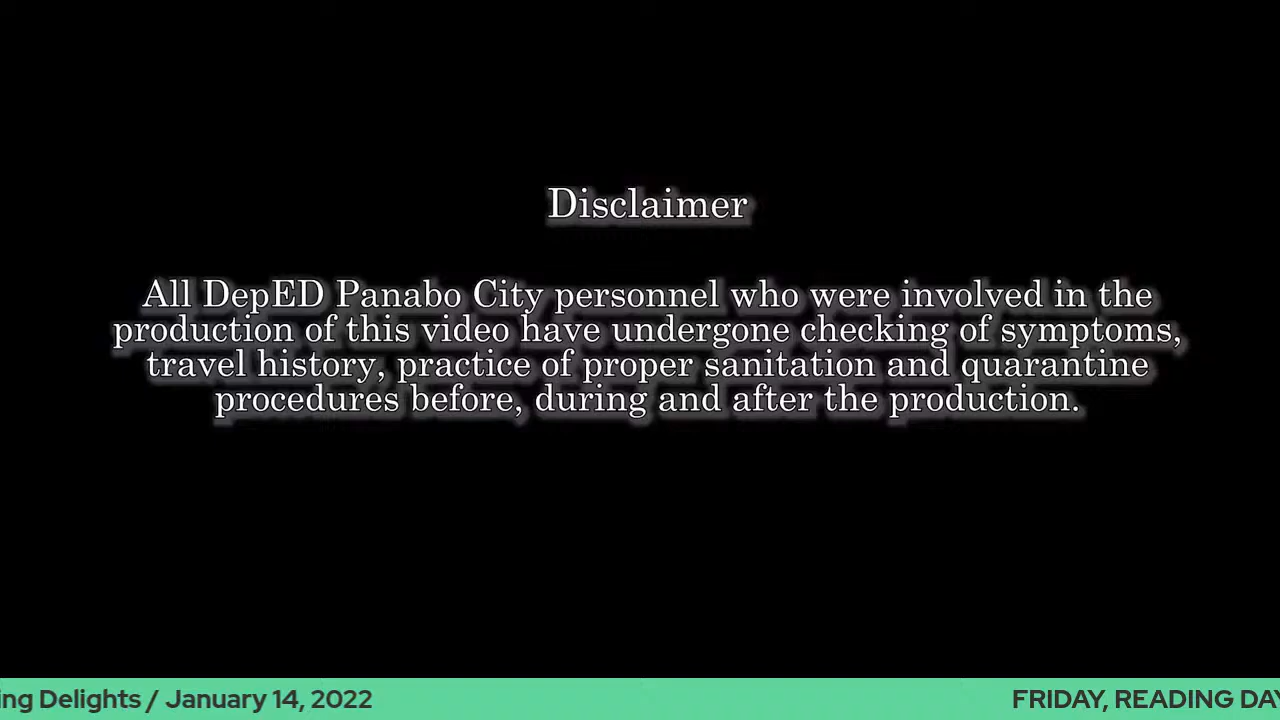 Disclaimer
All DepED Panabo City personnel who were involved in the
production of this video have undergone checking of symptoms,
travel history, practice of proper sanitation and quarantine
procedures before, during and after the production.
ing Delights / January 14, 2022
FRIDAY, READING DAY